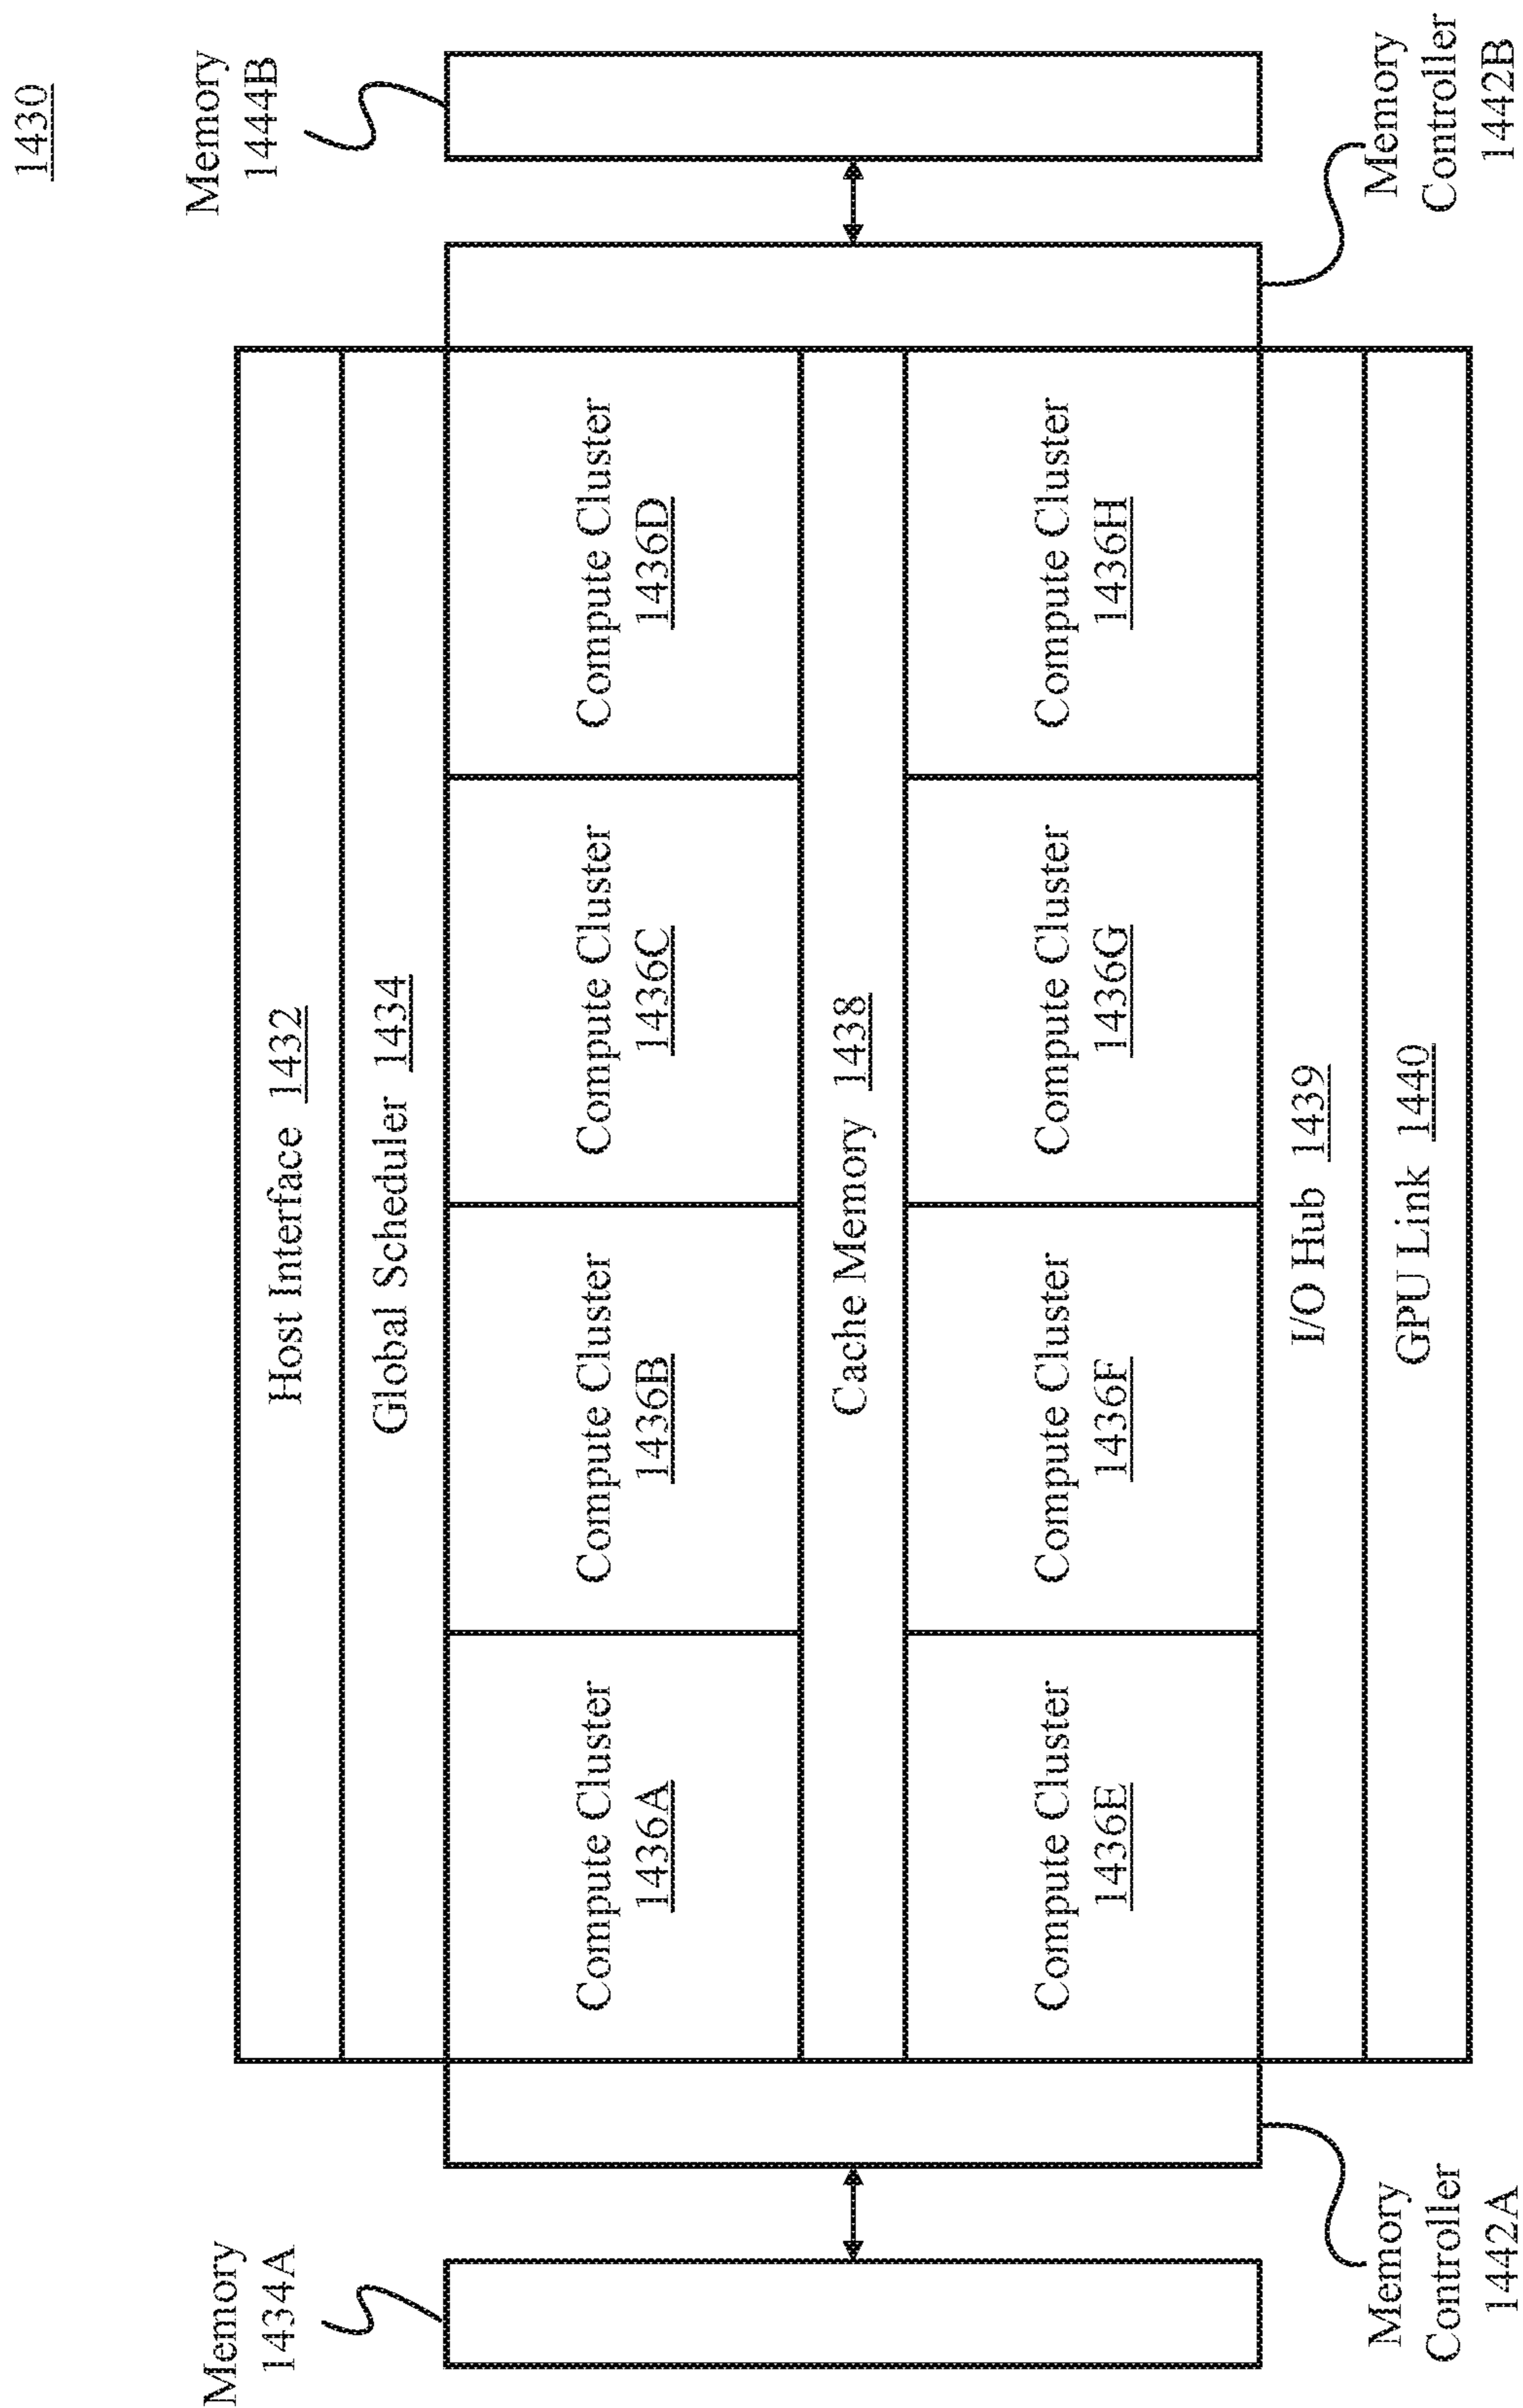 1430
Memory
1434A
Memory
1444B
Host Interface 1432
Global Scheduler 1434
Compute Cluster
1436A
Compute Cluster
1436B
Compute Cluster
1436C
Compute Cluster
1436D
Cache Memory 1438
Compute Cluster
1436E
Compute Cluster
1436F
Compute Cluster
1436G
Compute Cluster
1436H
I/O Hub 1439
GPU Link 1440
Memory
Controller
1442A
Memory
Controller
1442B